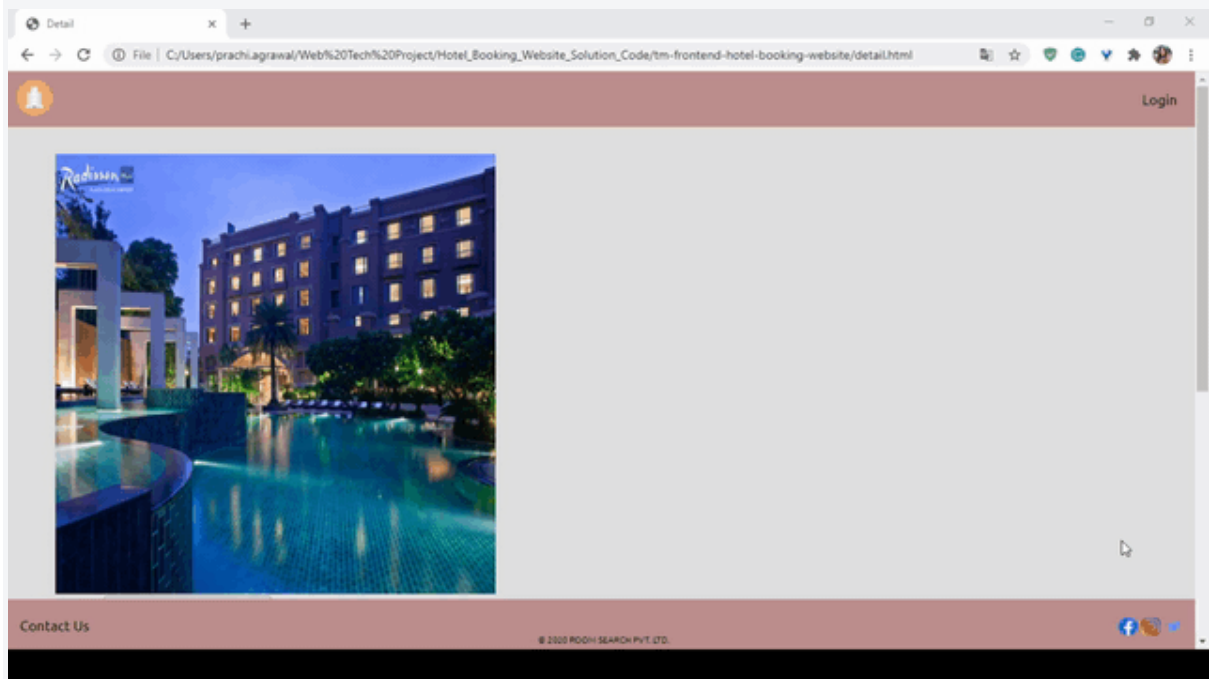 Detail
File | C:/Users/prachi.agrawal/Web%20Tech%20Project/Hotel_Booking_Website_Solution_Code/tm-frontend-hotel-booking-website/detail.html
Login
Radisson
Contact Us
© 2020 ROOM SEARCH PVT. LTD.